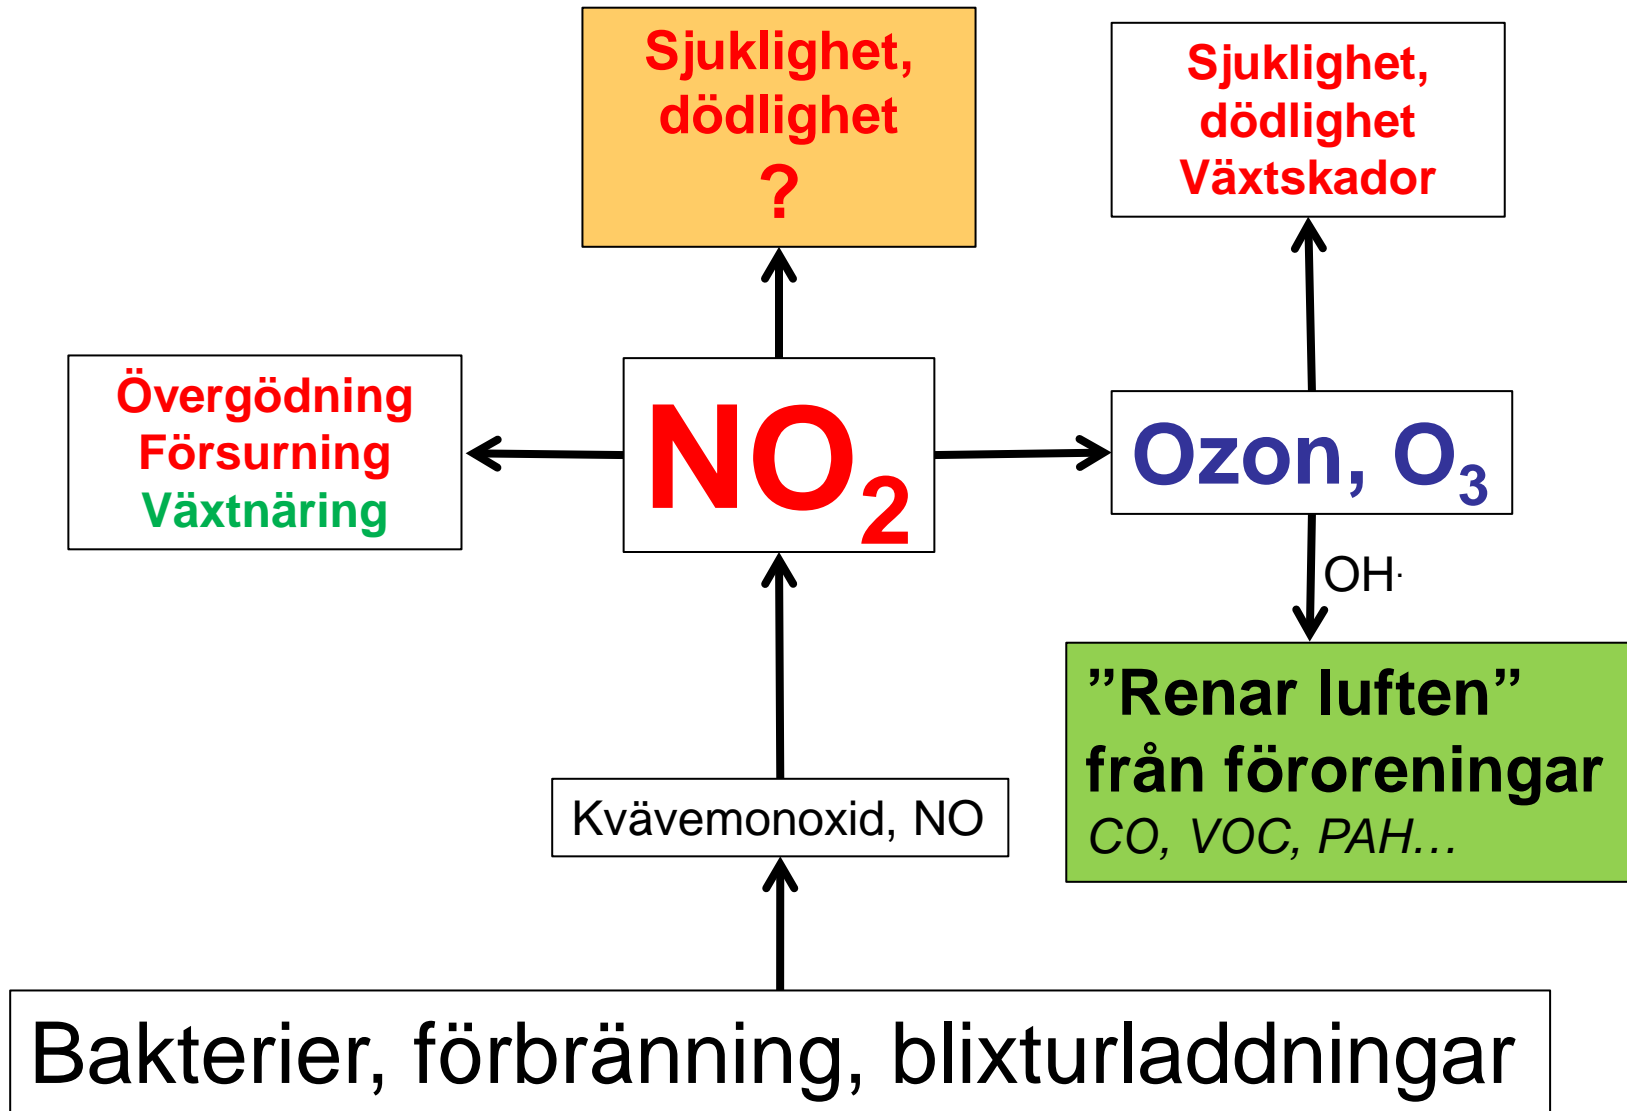 Sjuklighet,
dödlighet
?
Sjuklighet,
dödlighet
Växtskador
Övergödning
Försurning
Växtnäring
NO₂
Ozon, O₃
OH·
”Renar luften”
från föroreningar
CO, VOC, PAH…
Kvävemonoxid, NO
Bakterier, förbränning, blixturladdningar